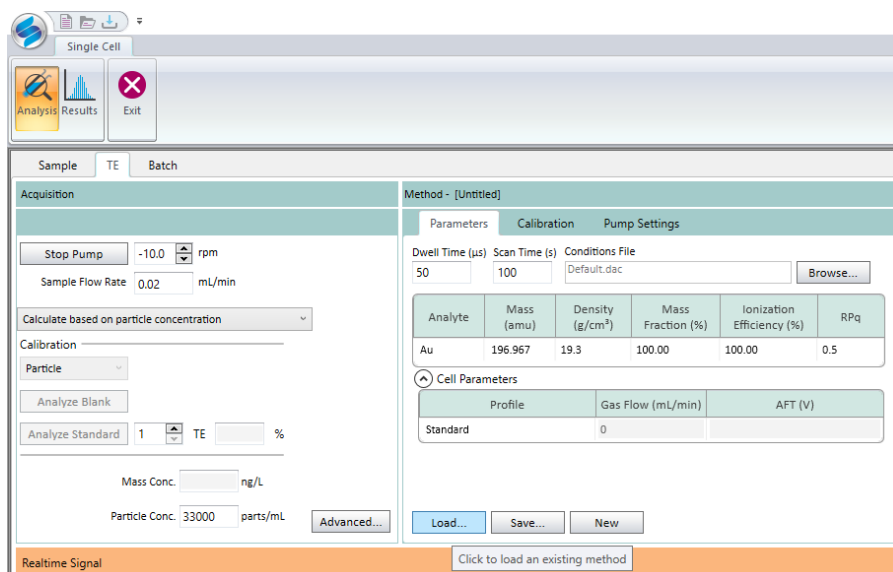 Single Cell
Analysis Results Exit
Sample TE Batch
Acquisition
Stop Pump -10.0 rpm
Sample Flow Rate 0.02 mL/min
Calculate based on particle concentration
Calibration
Particle
Analyze Blank
Analyze Standard 1 TE %
Mass Conc. ng/L
Particle Conc. 33000 parts/mL Advanced...
Method - [Untitled]
Parameters Calibration Pump Settings
Dwell Time (µs) Scan Time (s) Conditions File
50 100 Default.dac Browse...
Analyte Mass (amu) Density (g/cm³) Mass Fraction (%) Ionization Efficiency (%) RPq
Au 196.967 19.3 100.00 100.00 0.5
Cell Parameters
Profile Gas Flow (mL/min) AFT (V)
Standard 0
Load... Save... New
Click to load an existing method
Realtime Signal